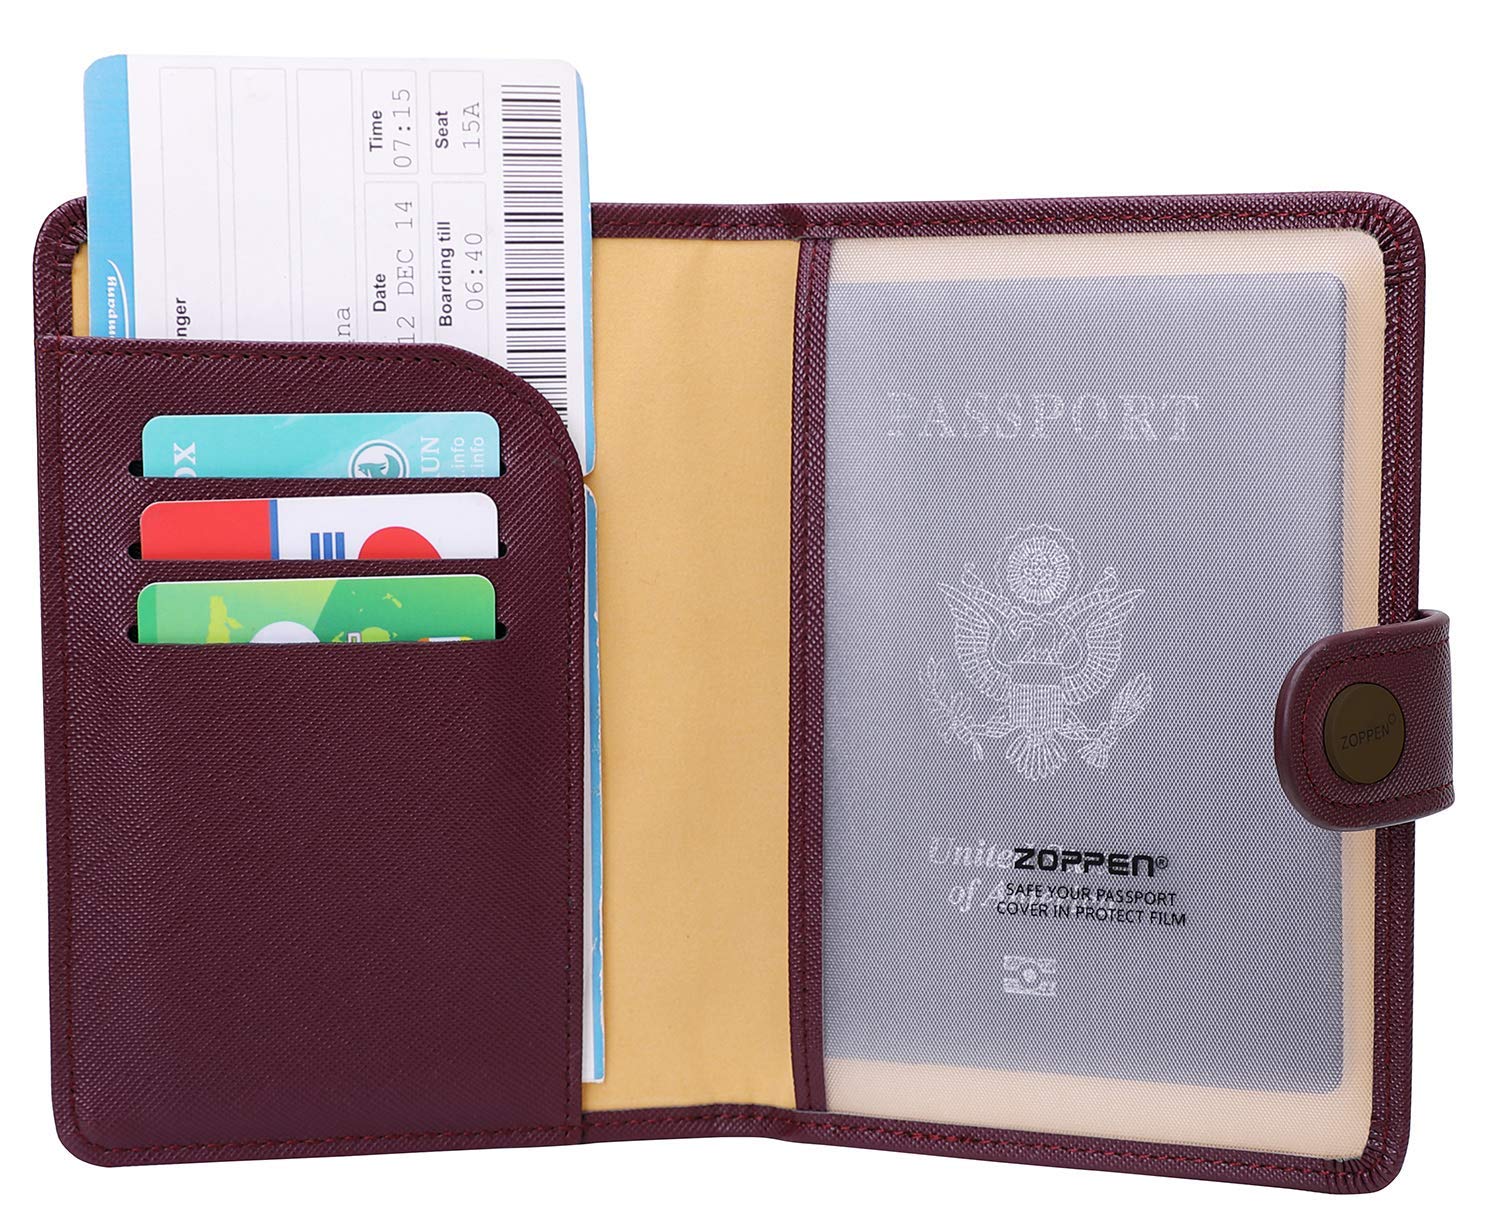 Time
07:15
Seat
15A
Date
12 DEC 14
Boarding till
06:40
PASSPORT
ZOPPEN®
ZOPPEN®
SAFE YOUR PASSPORT
COVER IN PROTECT FILM
of